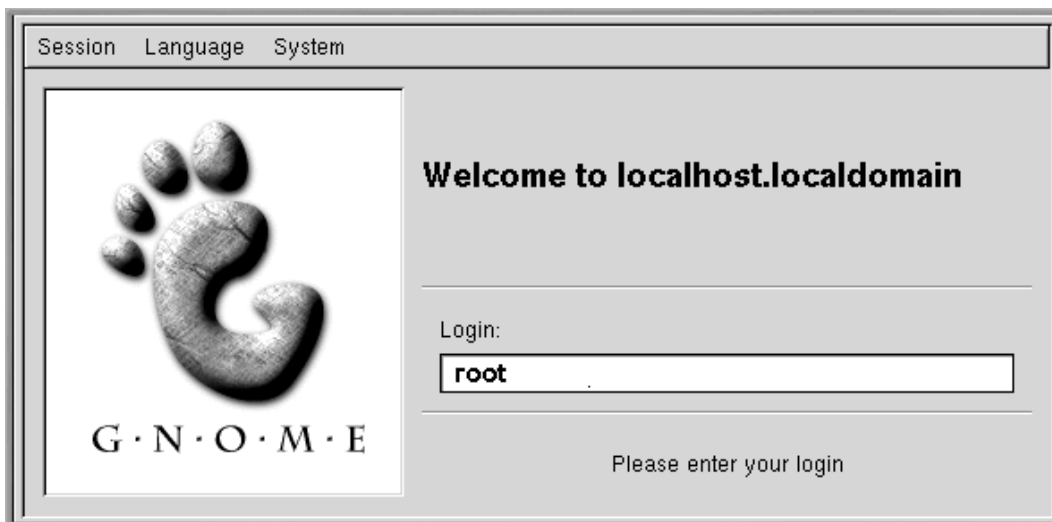 Session Language System
Welcome to localhost.localdomain
Login:
root
G·N·O·M·E
Please enter your login